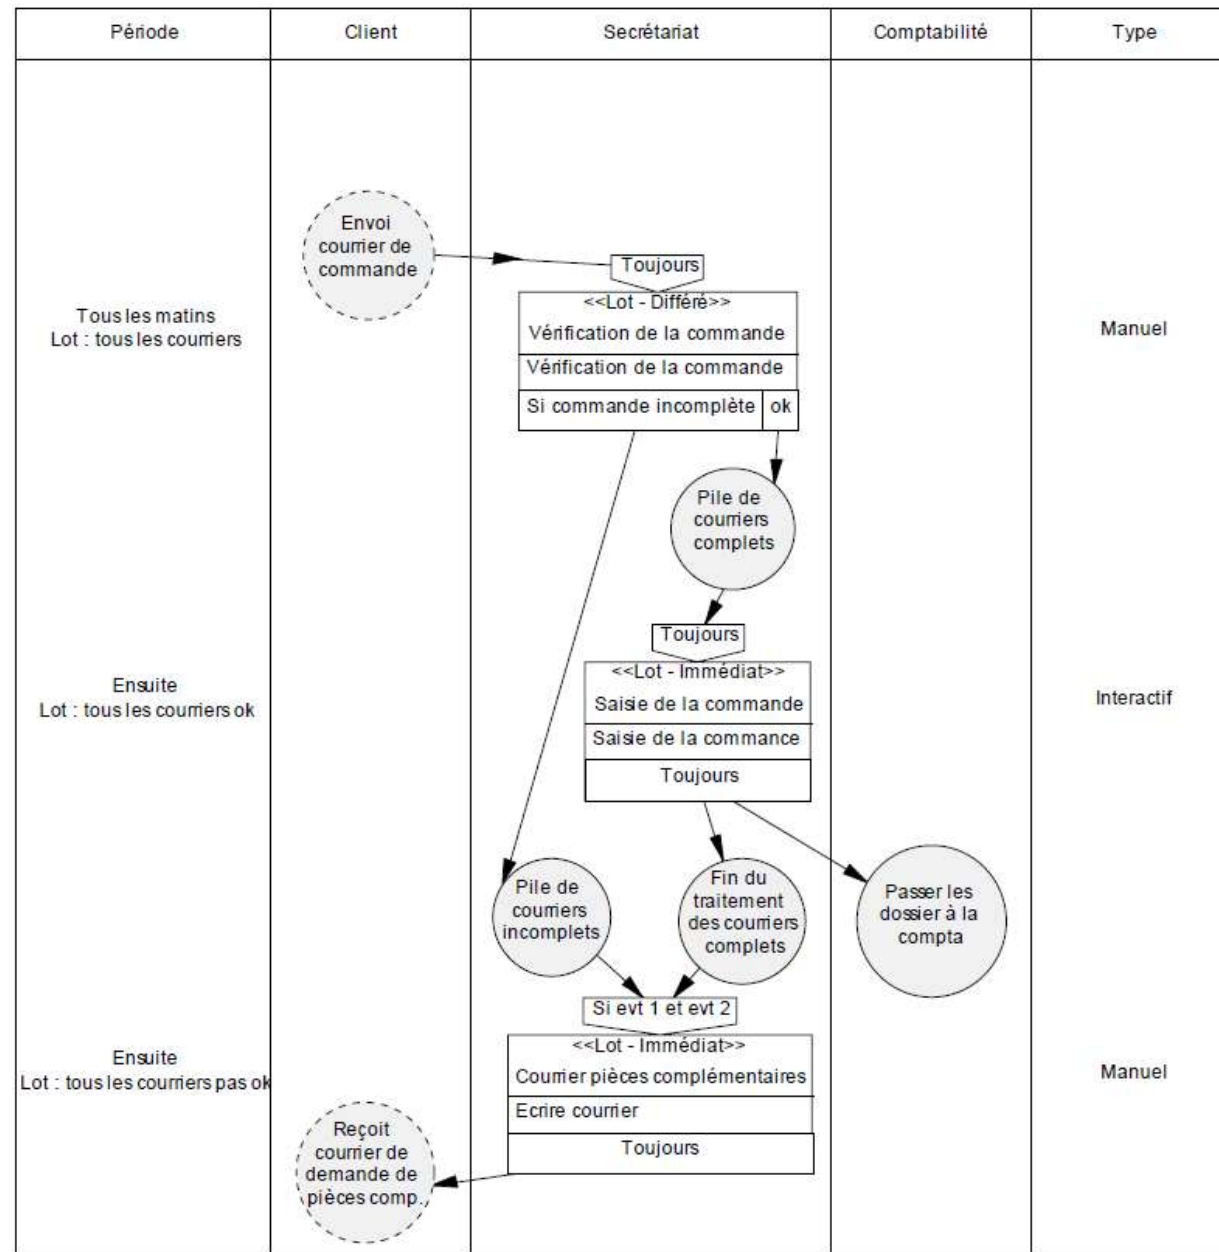 Période
Client
Secrétariat
Comptabilité
Type
Envoi
courrier de
commande
Toujours
<<Lot - Différé>>
Vérification de la commande
Vérification de la commande
Si commande incomplète
ok
Tous les matins
Lot : tous les courriers
Manuel
Pile de
courriers
complets
Toujours
<<Lot - Immédiat>>
Saisie de la commande
Saisie de la commance
Toujours
Ensuite
Lot : tous les courriers ok
Interactif
Pile de
courriers
incomplets
Fin du
traitement
des courriers
complets
Passer les
dossier à la
compta
Si evt 1 et evt 2
<<Lot - Immédiat>>
Courrier pièces complémentaires
Ecrire courrier
Toujours
Ensuite
Lot : tous les courriers pas ok
Manuel
Reçoit
courrier de
demande de
pièces comp.